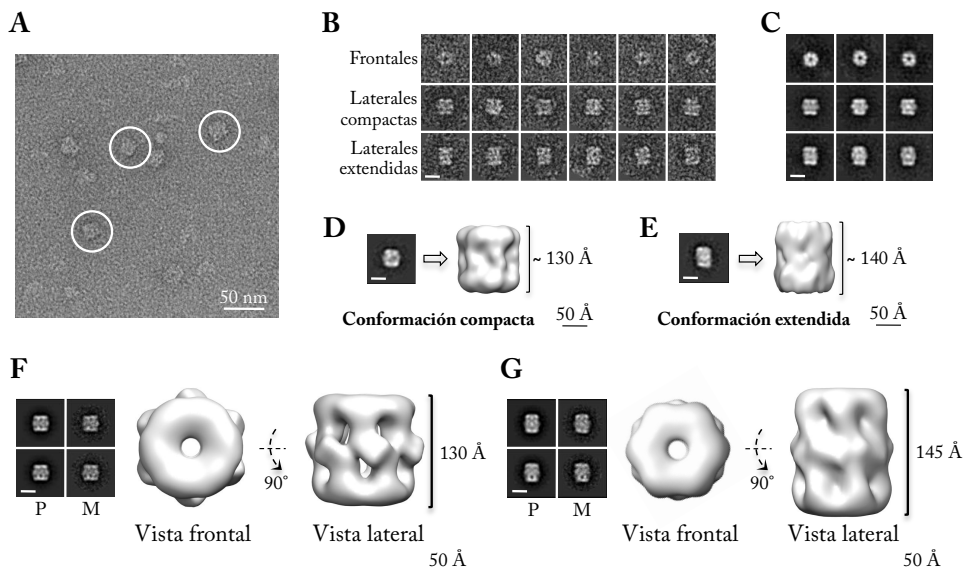 A
B
C
Frontales
Laterales
compactas
Laterales
extendidas
50 nm
D
~ 130 Å
Conformación compacta
50 Å
E
~ 140 Å
Conformación extendida
50 Å
F
P
M
90°
130 Å
Vista frontal
Vista lateral
50 Å
G
P
M
90°
145 Å
Vista frontal
Vista lateral
50 Å